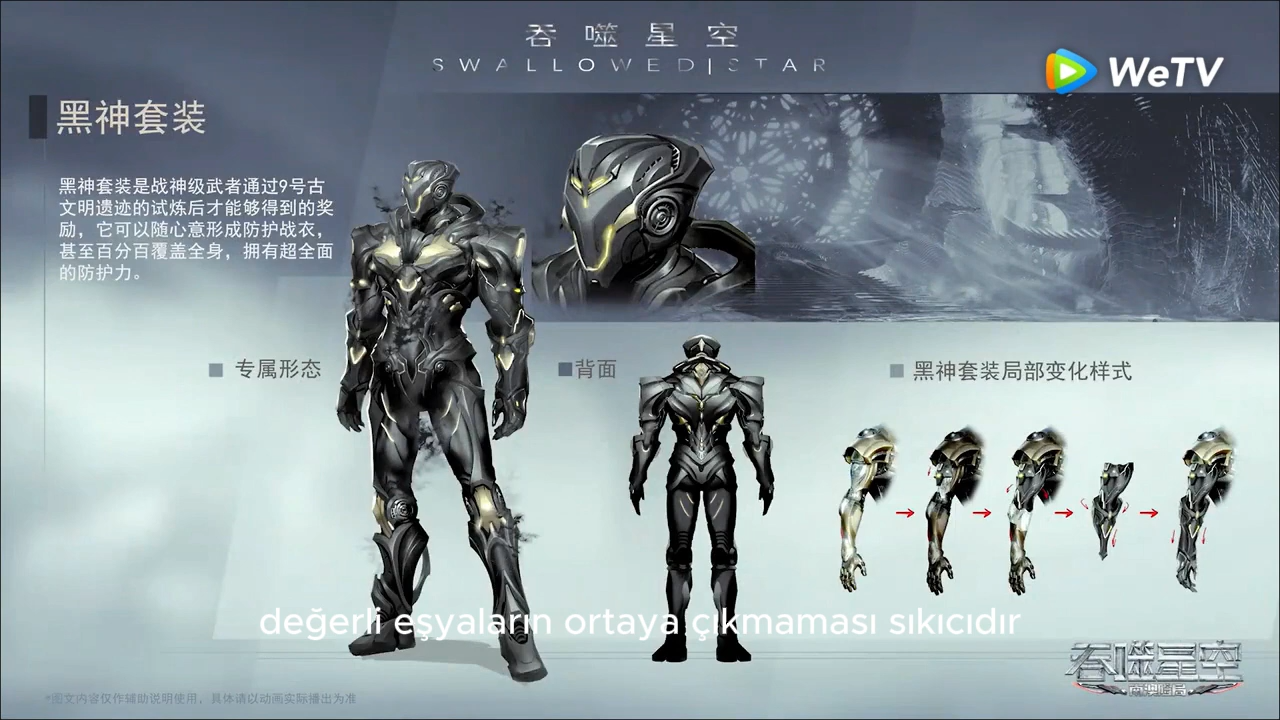 吞噬星空
SWALLOWED|STAR
WeTV
黑神套装
黑神套装是战神级武者通过9号古
文明遗迹的试炼后才能够得到的奖
励，它可以随心意形成防护战衣，
甚至百分百覆盖全身，拥有超全面
的防护力。
专属形态
背面
黑神套装局部变化样式
değerli eşyaların ortaya çıkmaması sıkıcıdır
吞噬星空
*图文内容仅作辅助说明使用，具体请以动画实际播出为准